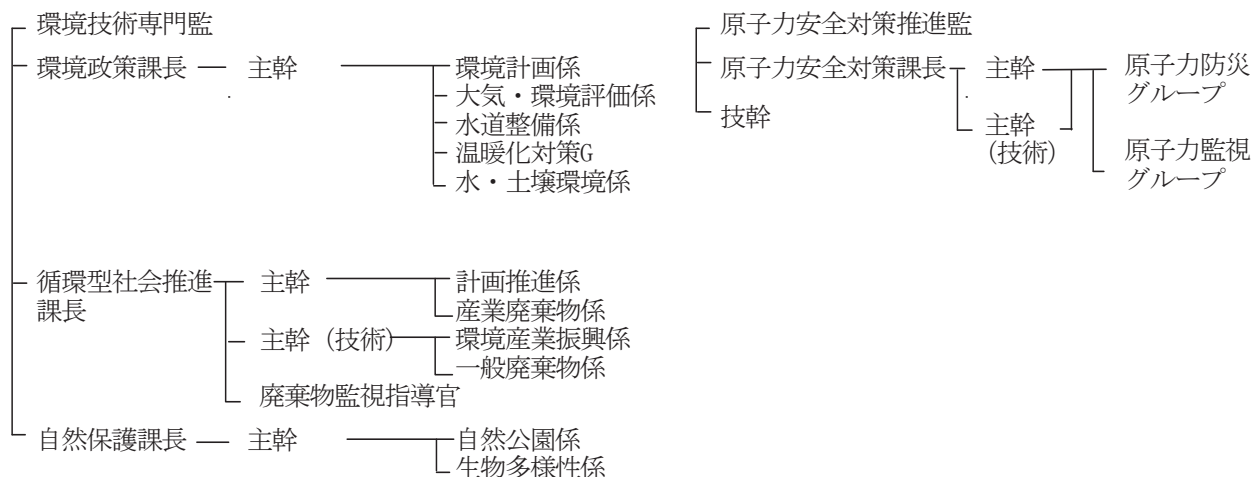 環境技術専門監
環境政策課長 主幹 環境計画係
大気・環境評価係
水道整備係
温暖化対策G
水・土壌環境係
循環型社会推進 主幹 計画推進係
課長 産業廃棄物係
主幹（技術） 環境産業振興係
一般廃棄物係
廃棄物監視指導官
自然保護課長 主幹 自然公園係
生物多様性係
原子力安全対策推進監
原子力安全対策課長 主幹 原子力防災
グループ
技幹
主幹
(技術)
原子力監視
グループ